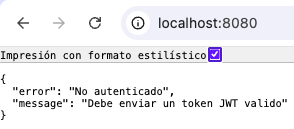 localhost:8080
Impresión con formato estilístico
{
  "error": "No autenticado",
  "message": "Debe enviar un token JWT valido"
}